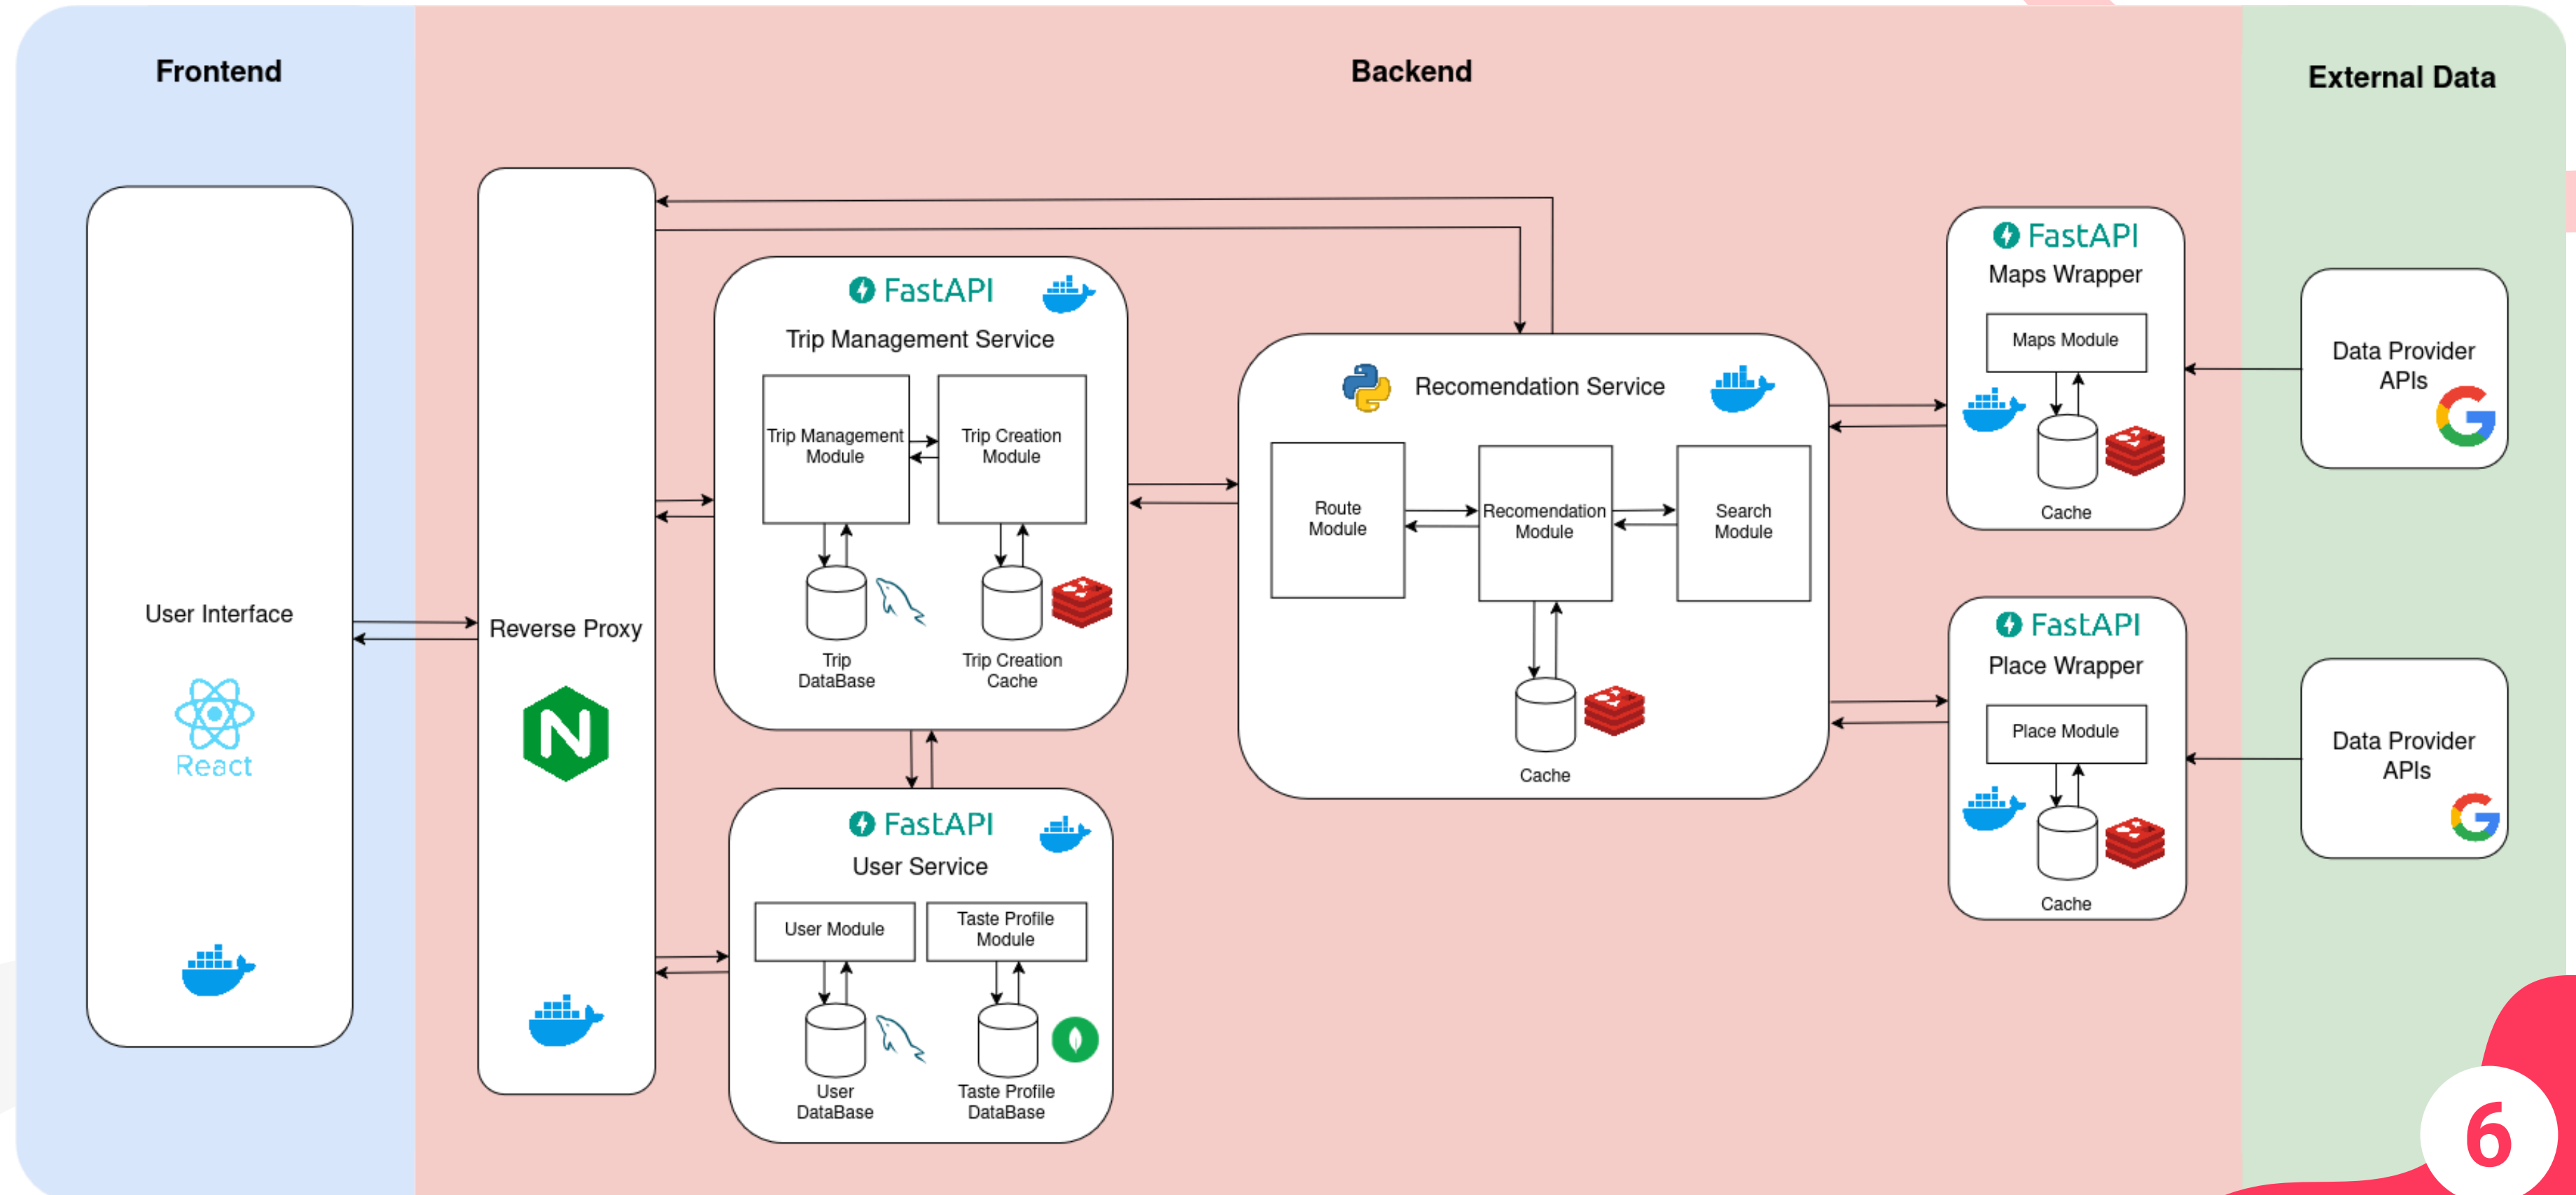 Frontend
Backend
External Data
User Interface
React
Reverse Proxy
N
FastAPI
Trip Management Service
Trip Management
Module
Trip Creation
Module
Trip
DataBase
Trip Creation
Cache
FastAPI
User Service
User Module
Taste Profile
Module
User
DataBase
Taste Profile
DataBase
Recomendation Service
Route
Module
Recomendation
Module
Search
Module
Cache
FastAPI
Maps Wrapper
Maps Module
Cache
FastAPI
Place Wrapper
Place Module
Cache
Data Provider
APIs
G
Data Provider
APIs
G
6